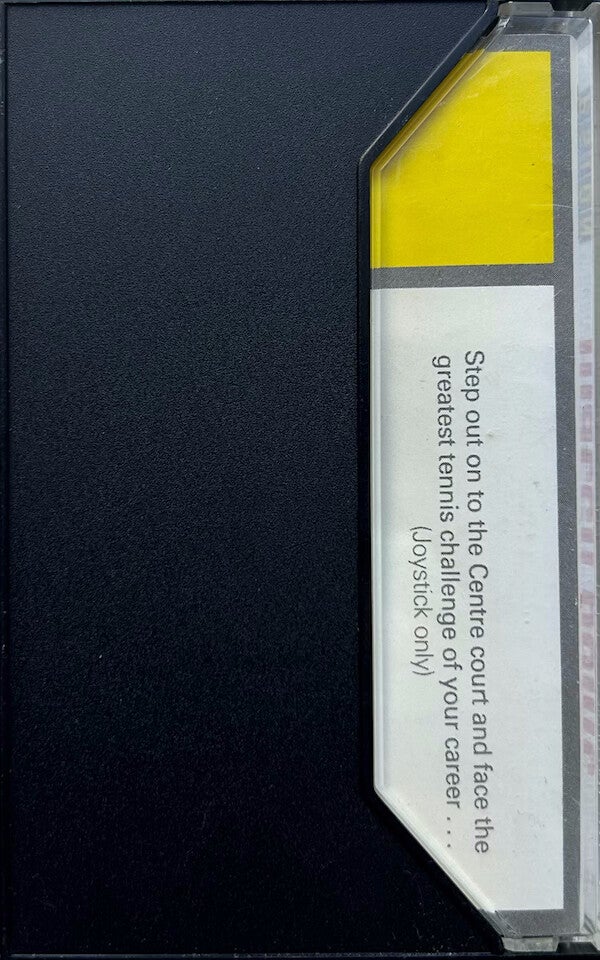 Step out on to the Centre court and face the
greatest tennis challenge of your career . . .
(Joystick only)